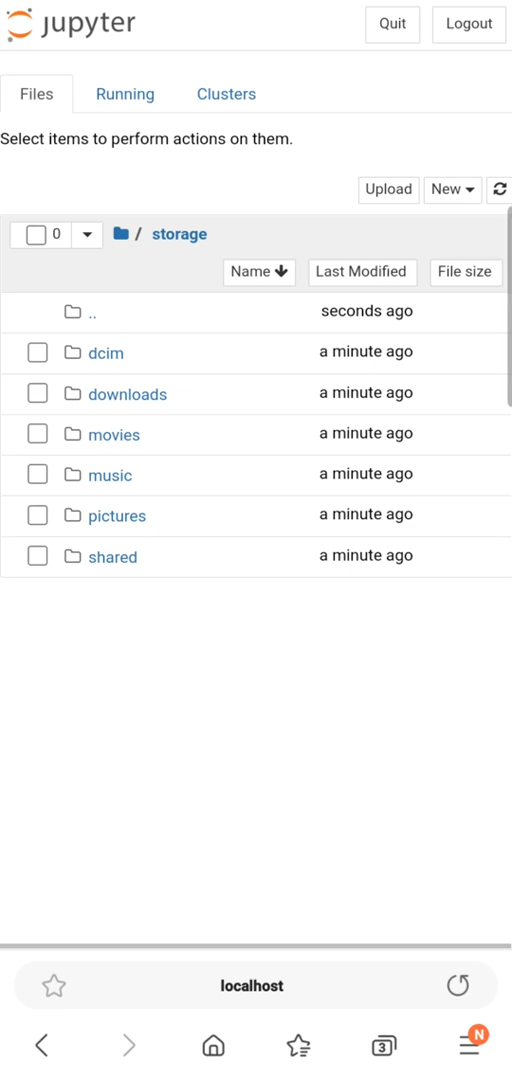 jupyter Quit Logout
Files Running Clusters
Select items to perform actions on them.
Upload New
0 / storage
Name Last Modified File size
.. seconds ago
dcim a minute ago
downloads a minute ago
movies a minute ago
music a minute ago
pictures a minute ago
shared a minute ago
localhost
3 N